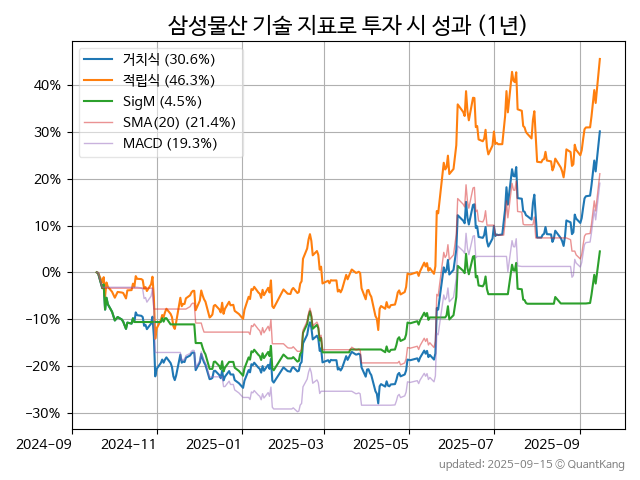 삼성물산 기술 지표로 투자 시 성과 (1년)
거치식 (30.6%)
적립식 (46.3%)
SigM (4.5%)
SMA(20) (21.4%)
MACD (19.3%)
40%
30%
20%
10%
0%
−10%
−20%
−30%
2024-09 2024-11 2025-01 2025-03 2025-05 2025-07 2025-09
updated: 2025-09-15 © QuantKang